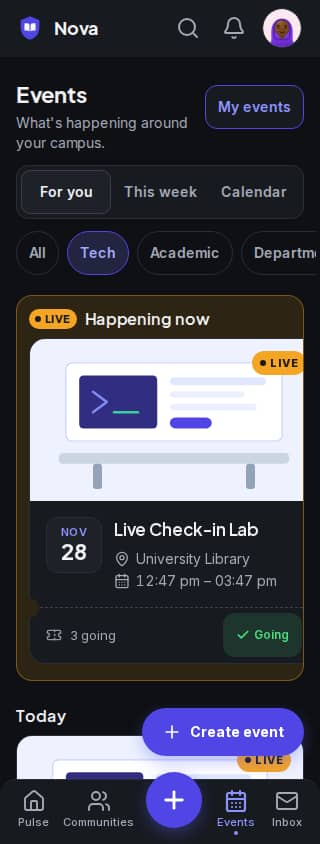 Nova
Events
My events
What's happening around
your campus.
For you
This week
Calendar
All
Tech
Academic
Departme
LIVE
Happening now
LIVE
NOV
28
Live Check-in Lab
University Library
12:47 pm – 03:47 pm
3 going
Going
Today
Create event
LIVE
Pulse
Communities
Events
Inbox